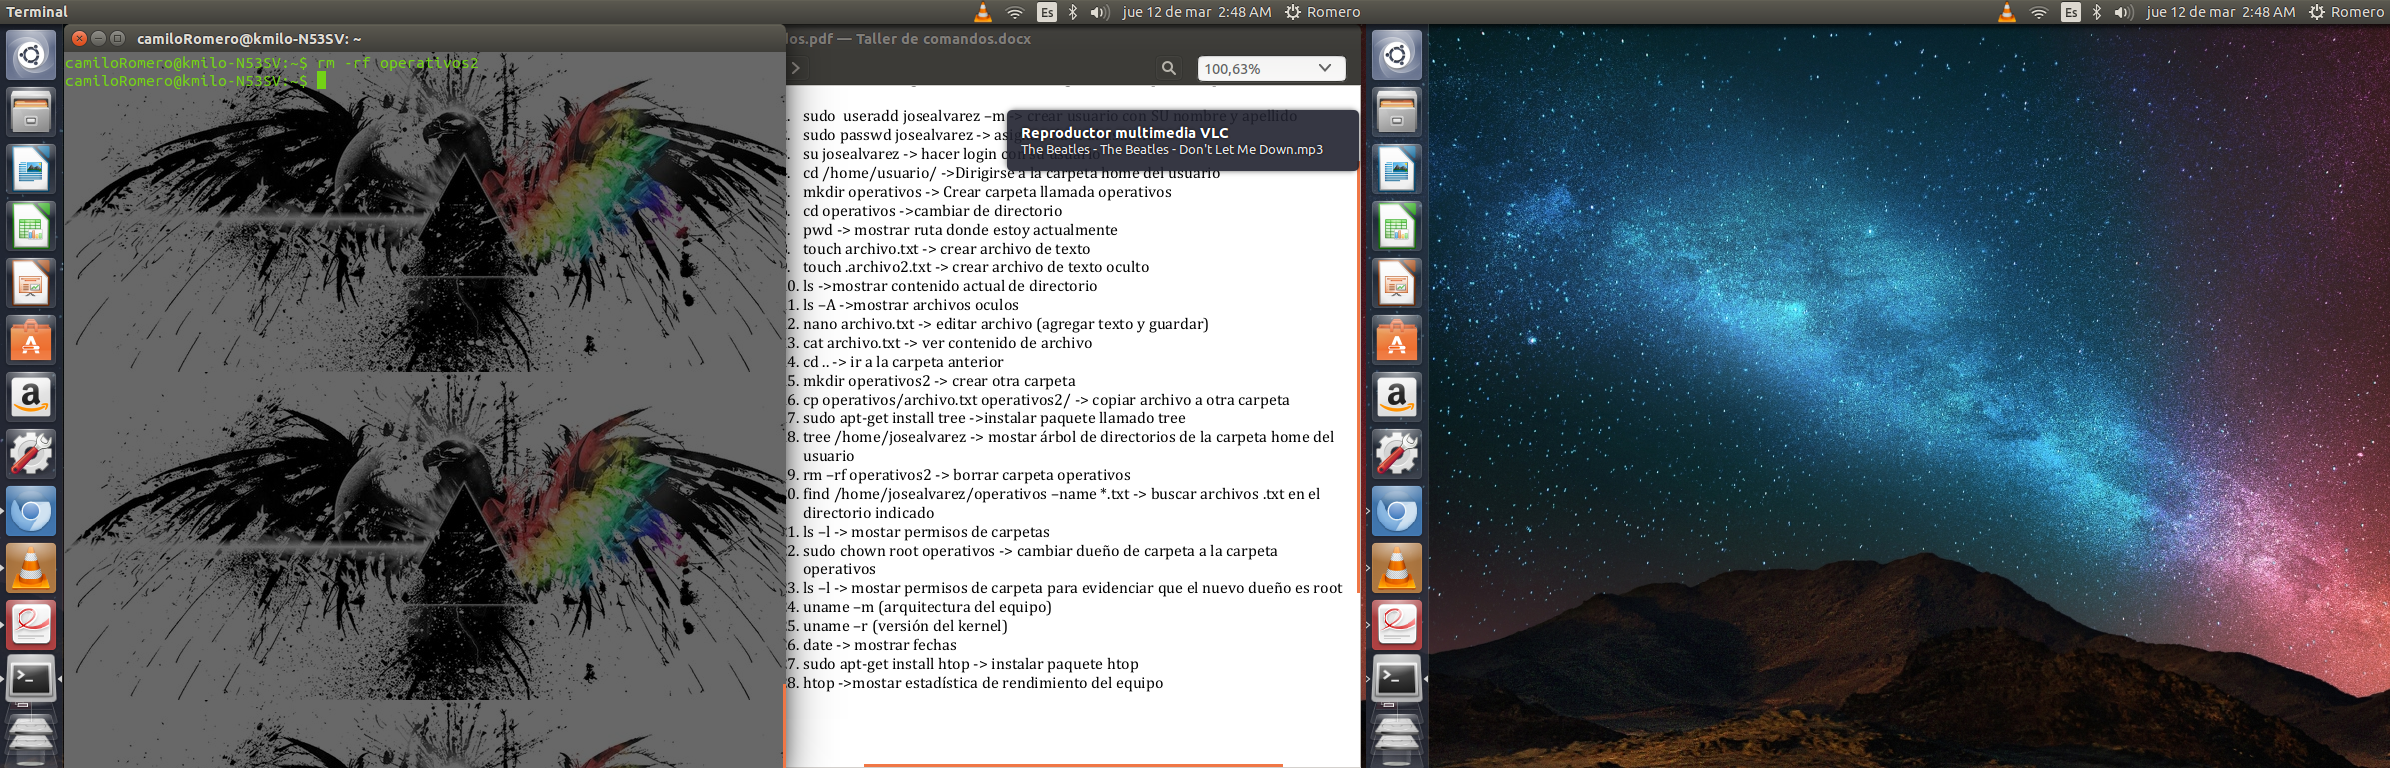 Terminal
Es
jue 12 de mar 2:48 AM
Romero
Es
jue 12 de mar 2:48 AM
Romero
camiloRomero@kmilo-N53SV: ~
camiloRomero@kmilo-N53SV:~$ rm -rf operativos2
camiloRomero@kmilo-N53SV:~$
dos.pdf — Taller de comandos.docx
100,63%
Reproductor multimedia VLC
The Beatles - The Beatles - Don't Let Me Down.mp3
. sudo useradd josealvarez –m -> crear usuario con SU nombre y apellido
. sudo passwd josealvarez -> asig
. su josealvarez -> hacer login con su usuario
. cd /home/usuario/ ->Dirigirse a la carpeta home del usuario
mkdir operativos -> Crear carpeta llamada operativos
. cd operativos ->cambiar de directorio
. pwd -> mostrar ruta donde estoy actualmente
touch archivo.txt -> crear archivo de texto
. touch .archivo2.txt -> crear archivo de texto oculto
0. ls ->mostrar contenido actual de directorio
1. ls –A ->mostrar archivos oculos
2. nano archivo.txt -> editar archivo (agregar texto y guardar)
3. cat archivo.txt -> ver contenido de archivo
4. cd .. -> ir a la carpeta anterior
5. mkdir operativos2 -> crear otra carpeta
6. cp operativos/archivo.txt operativos2/ -> copiar archivo a otra carpeta
7. sudo apt-get install tree ->instalar paquete llamado tree
8. tree /home/josealvarez -> mostar árbol de directorios de la carpeta home del
usuario
9. rm –rf operativos2 -> borrar carpeta operativos
0. find /home/josealvarez/operativos –name *.txt -> buscar archivos .txt en el
directorio indicado
1. ls –l -> mostar permisos de carpetas
2. sudo chown root operativos -> cambiar dueño de carpeta a la carpeta
operativos
3. ls –l -> mostar permisos de carpeta para evidenciar que el nuevo dueño es root
4. uname –m (arquitectura del equipo)
5. uname –r (versión del kernel)
6. date -> mostrar fechas
7. sudo apt-get install htop -> instalar paquete htop
8. htop ->mostar estadística de rendimiento del equipo